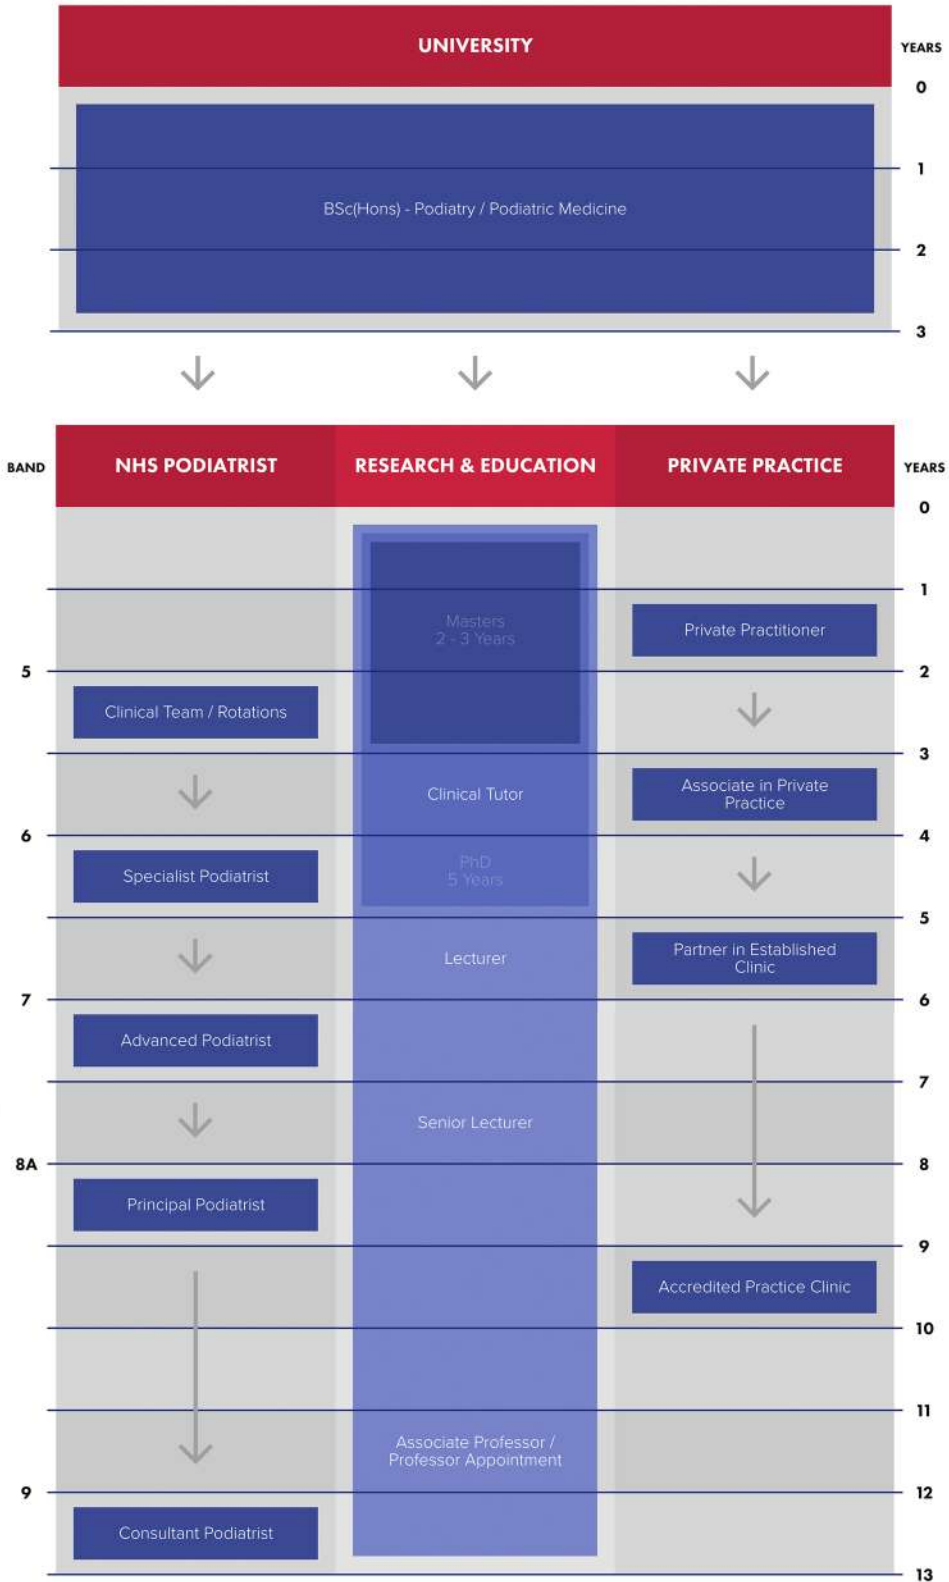 UNIVERSITY
YEARS
0
1
BSc(Hons) - Podiatry / Podiatric Medicine
2
3
BAND
NHS PODIATRIST
RESEARCH & EDUCATION
PRIVATE PRACTICE
YEARS
0
1
Masters
2 - 3 Years
Private Practitioner
5
2
Clinical Team / Rotations
3
Clinical Tutor
Associate in Private
Practice
6
4
Specialist Podiatrist
PhD
5 Years
5
Lecturer
Partner in Established
Clinic
7
6
Advanced Podiatrist
7
Senior Lecturer
8A
8
Principal Podiatrist
9
Accredited Practice Clinic
10
11
Associate Professor /
Professor Appointment
9
12
Consultant Podiatrist
13